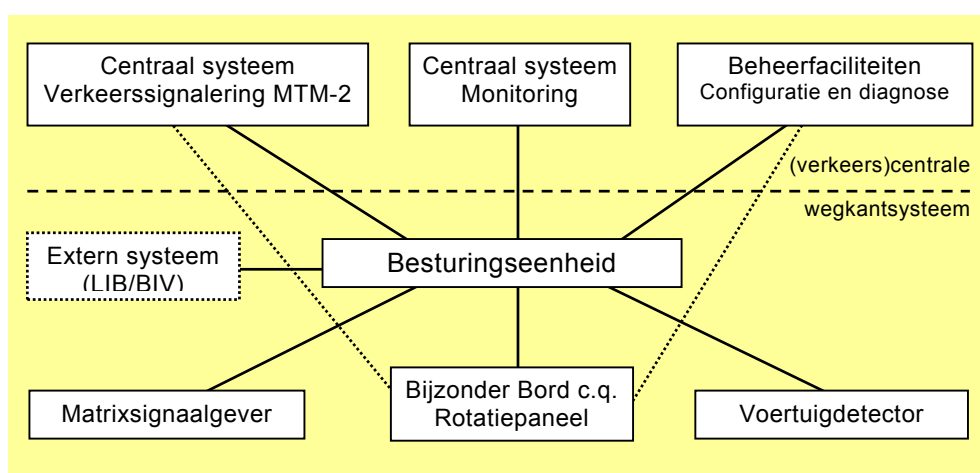 Centraal systeem
Verkeerssignalering MTM-2
Centraal systeem
Monitoring
Beheerfaciliteiten
Configuratie en diagnose
(verkeers)centrale
wegkantsysteem
Extern systeem
(LIB/BIV)
Besturingseenheid
Matrixsignaalgever
Bijzonder Bord c.q.
Rotatiepaneel
Voertuigdetector